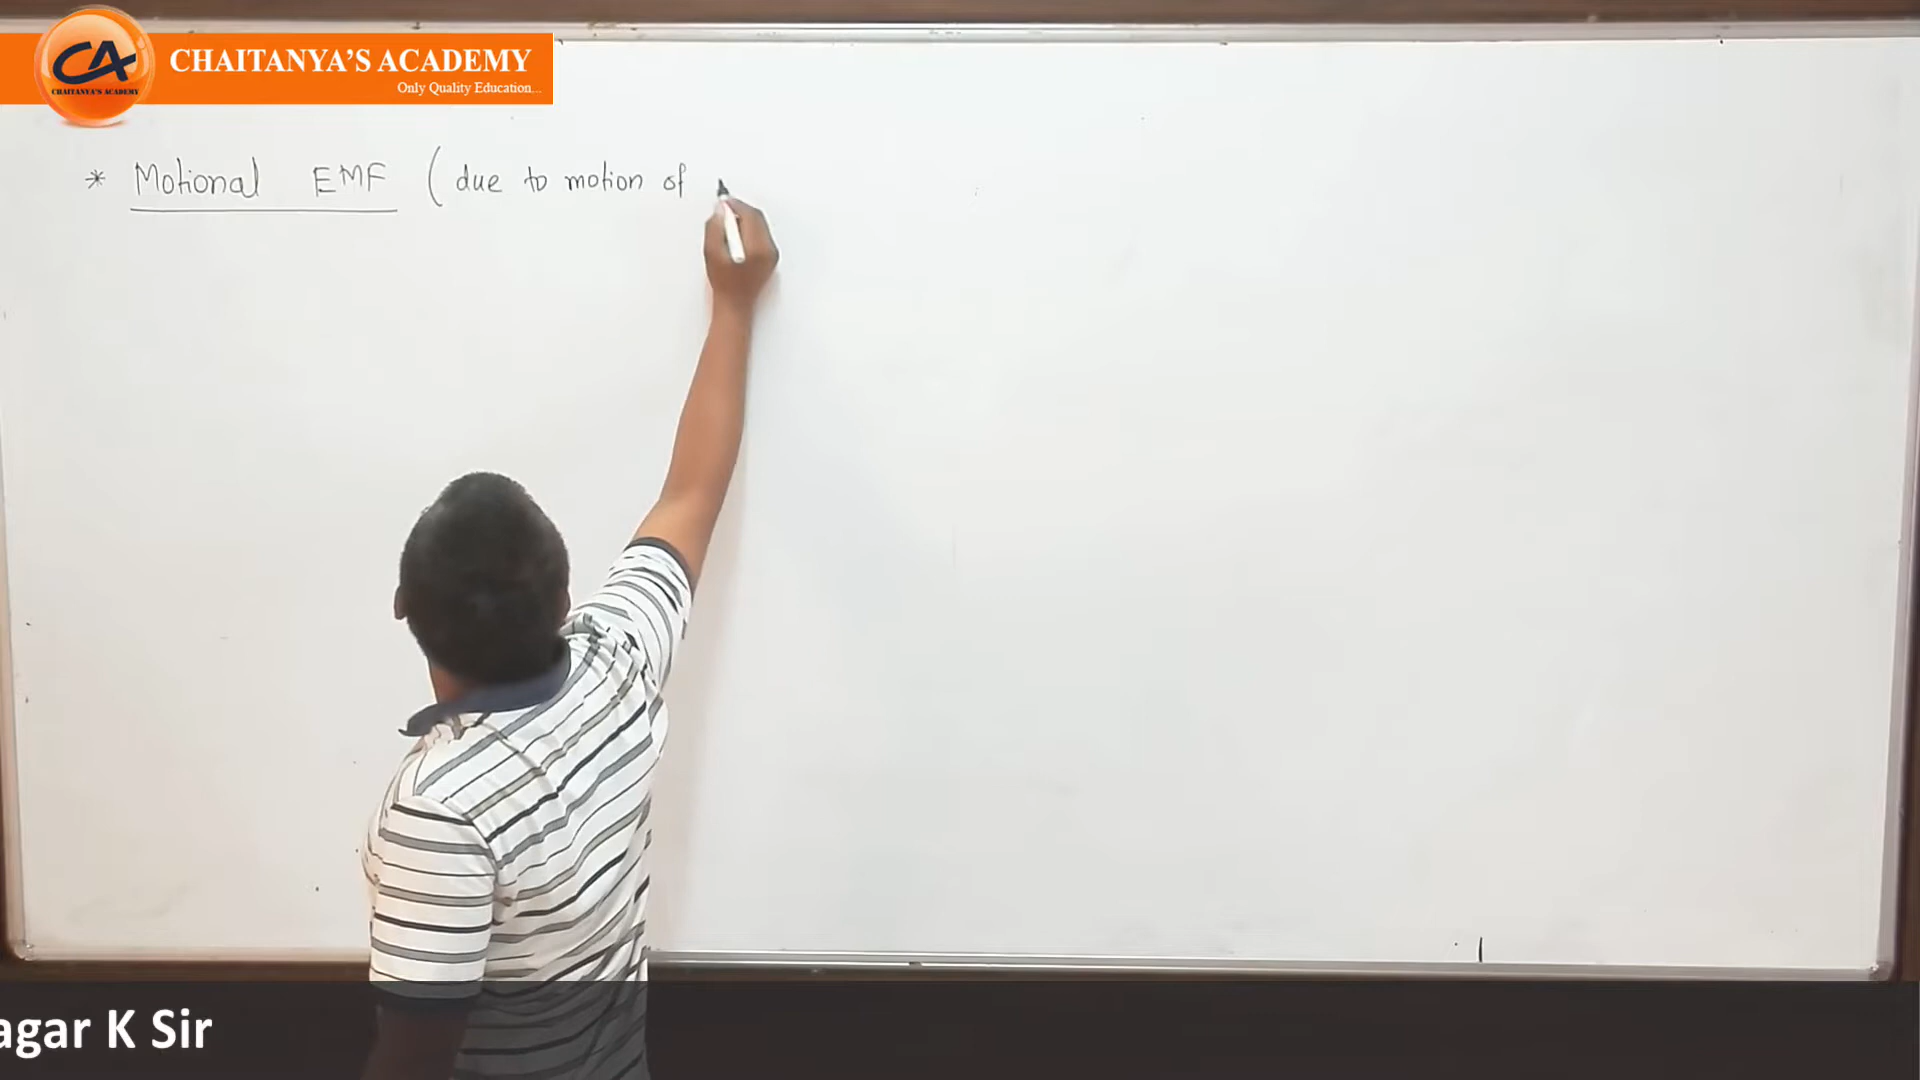 CHAITANYA'S ACADEMY
Only Quality Education...
CA
CHAITANYA'S ACADEMY
* Motional EMF ( due to motion of
agar K Sir